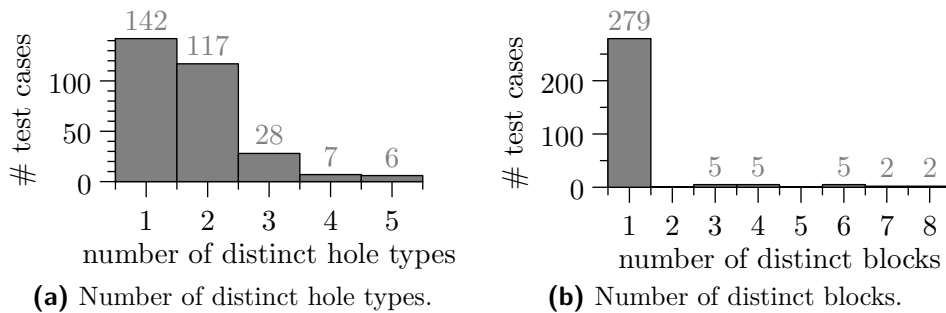 142
117
28
7
6
100
50
0
# test cases
1 2 3 4 5
number of distinct hole types
(a) Number of distinct hole types.
279
5 5 5 2 2
200
100
0
# test cases
1 2 3 4 5 6 7 8
number of distinct blocks
(b) Number of distinct blocks.